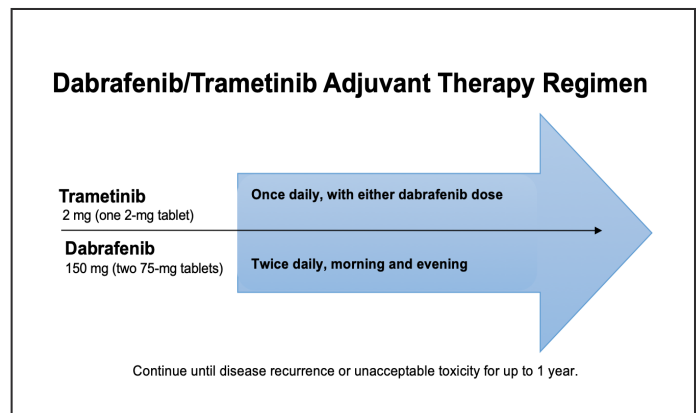 Dabrafenib/Trametinib Adjuvant Therapy Regimen
Trametinib
2 mg (one 2-mg tablet)
Once daily, with either dabrafenib dose
Dabrafenib
150 mg (two 75-mg tablets)
Twice daily, morning and evening
Continue until disease recurrence or unacceptable toxicity for up to 1 year.